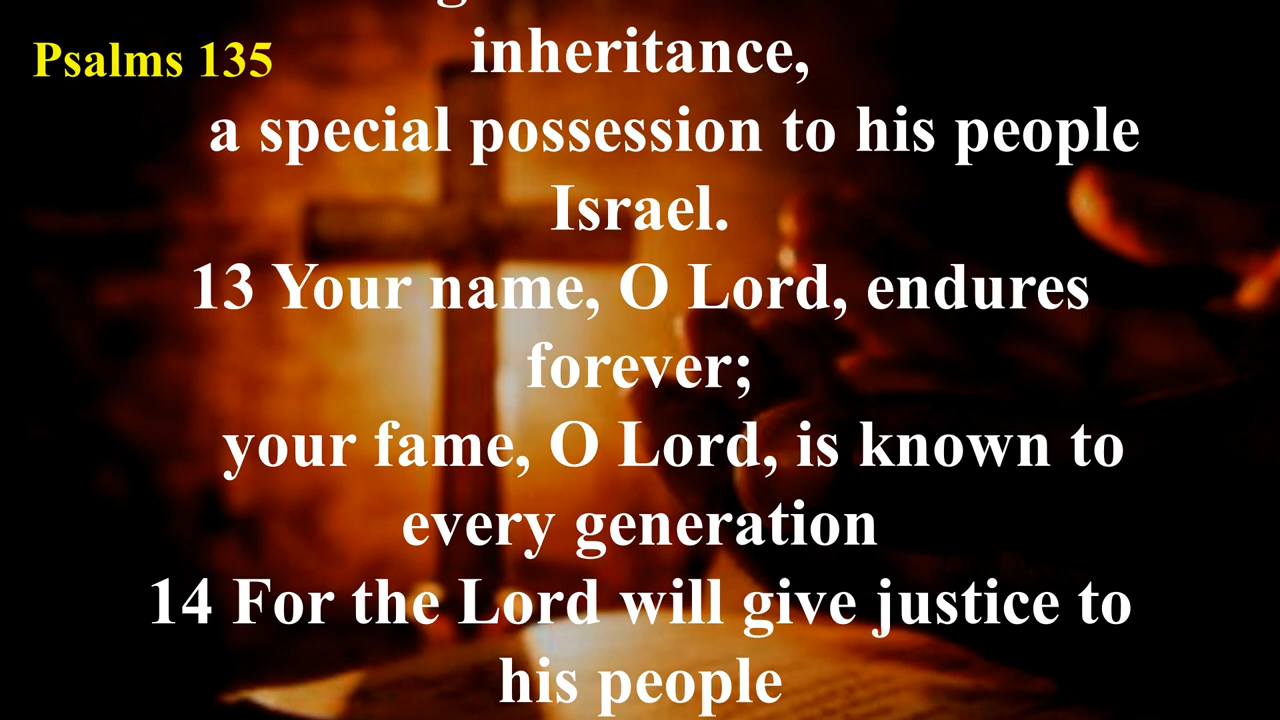 Psalms 135
inheritance,
a special possession to his people
Israel.
13 Your name, O Lord, endures
forever;
your fame, O Lord, is known to
every generation
14 For the Lord will give justice to
his people